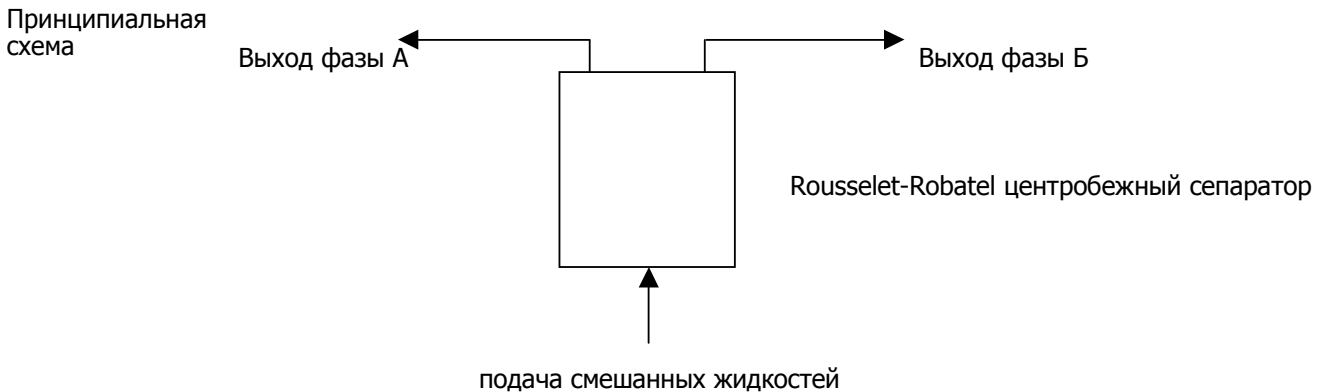 Принципиальная
схема
Выход фазы А
Выход фазы Б
Rousselet-Robatel центробежный сепаратор
подача смешанных жидкостей